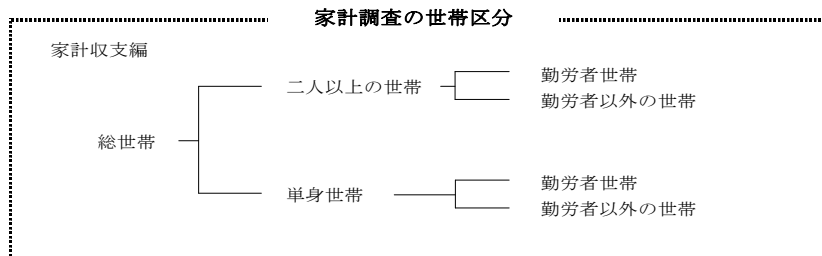 家計調査の世帯区分
家計収支編
総世帯
二人以上の世帯
勤労者世帯
勤労者以外の世帯
単身世帯
勤労者世帯
勤労者以外の世帯